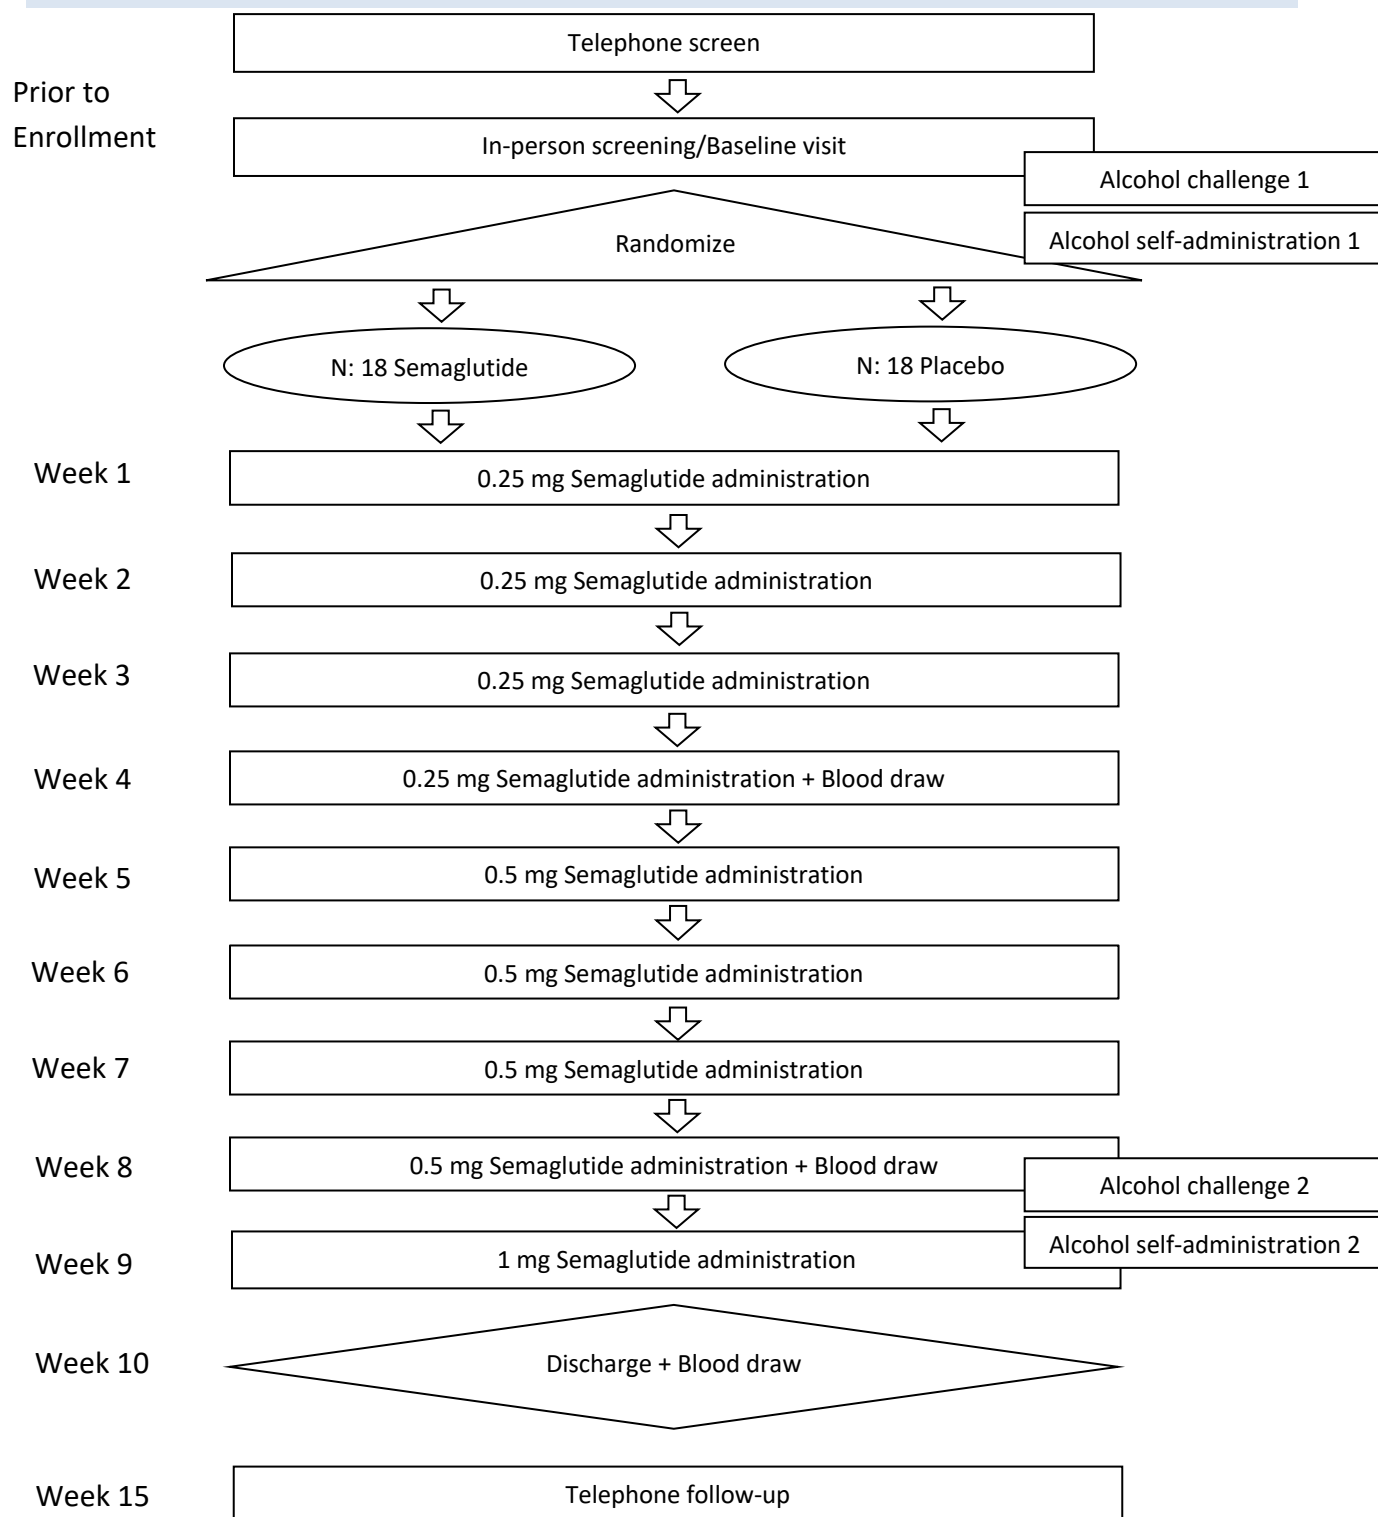 Telephone screen
Prior to
Enrollment
In-person screening/Baseline visit
Alcohol challenge 1
Alcohol self-administration 1
Randomize
N: 18 Semaglutide
N: 18 Placebo
Week 1
0.25 mg Semaglutide administration
Week 2
0.25 mg Semaglutide administration
Week 3
0.25 mg Semaglutide administration
Week 4
0.25 mg Semaglutide administration + Blood draw
Week 5
0.5 mg Semaglutide administration
Week 6
0.5 mg Semaglutide administration
Week 7
0.5 mg Semaglutide administration
Week 8
0.5 mg Semaglutide administration + Blood draw
Alcohol challenge 2
Alcohol self-administration 2
Week 9
1 mg Semaglutide administration
Week 10
Discharge + Blood draw
Week 15
Telephone follow-up